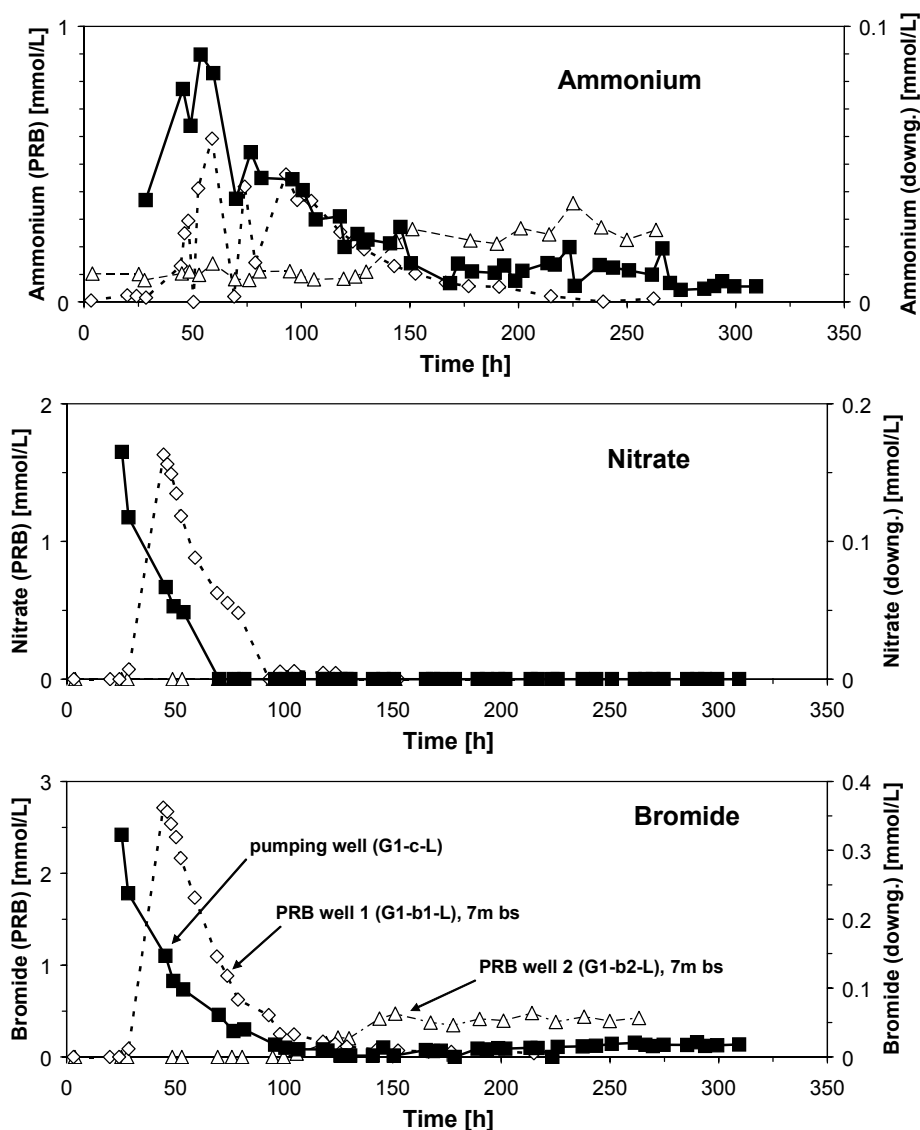 Ammonium
Ammonium (PRB) [mmol/L]
Ammonium (downg.) [mmol/L]
1
0
0.1
0
0 50 100 150 200 250 300 350
Time [h]
Nitrate
Nitrate (PRB) [mmol/L]
Nitrate (downg.) [mmol/L]
2
1
0
0.2
0.1
0
0 50 100 150 200 250 300 350
Time [h]
Bromide
Bromide (PRB) [mmol/L]
Bromide (downg.) [mmol/L]
3
2
1
0
0.4
0.3
0.2
0.1
0
pumping well (G1-c-L)
PRB well 1 (G1-b1-L), 7m bs
PRB well 2 (G1-b2-L), 7m bs
0 50 100 150 200 250 300 350
Time [h]